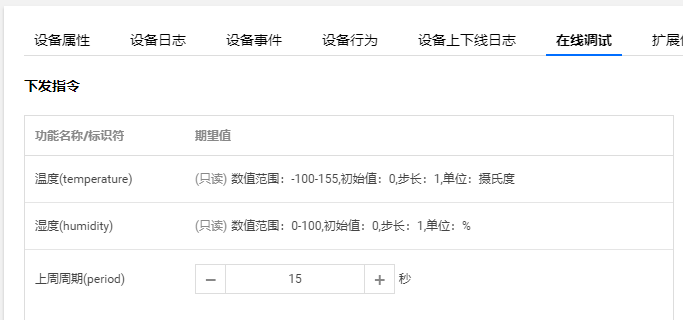 设备属性 设备日志 设备事件 设备行为 设备上下线日志 在线调试 扩展
下发指令
功能名称/标识符 期望值
温度(temperature) (只读) 数值范围：-100-155,初始值：0,步长：1,单位：摄氏度
湿度(humidity) (只读) 数值范围：0-100,初始值：0,步长：1,单位：%
上周周期(period) − 15 + 秒